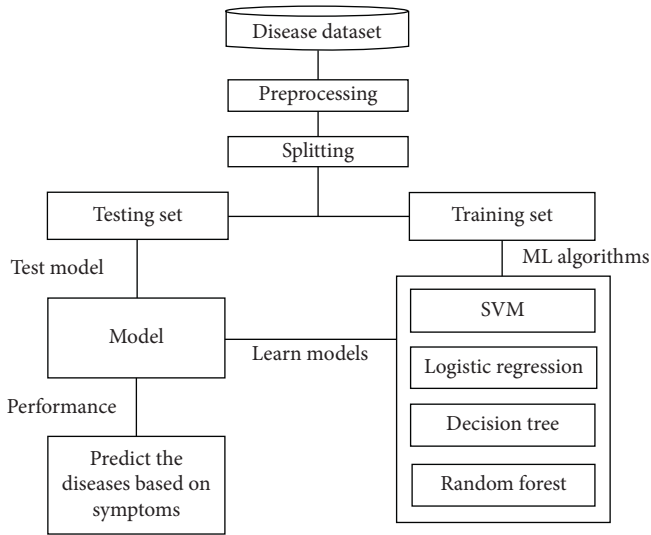 Disease dataset
Preprocessing
Splitting
Testing set
Training set
Test model
ML algorithms
Model
Learn models
SVM
Logistic regression
Decision tree
Random forest
Performance
Predict the
diseases based on
symptoms